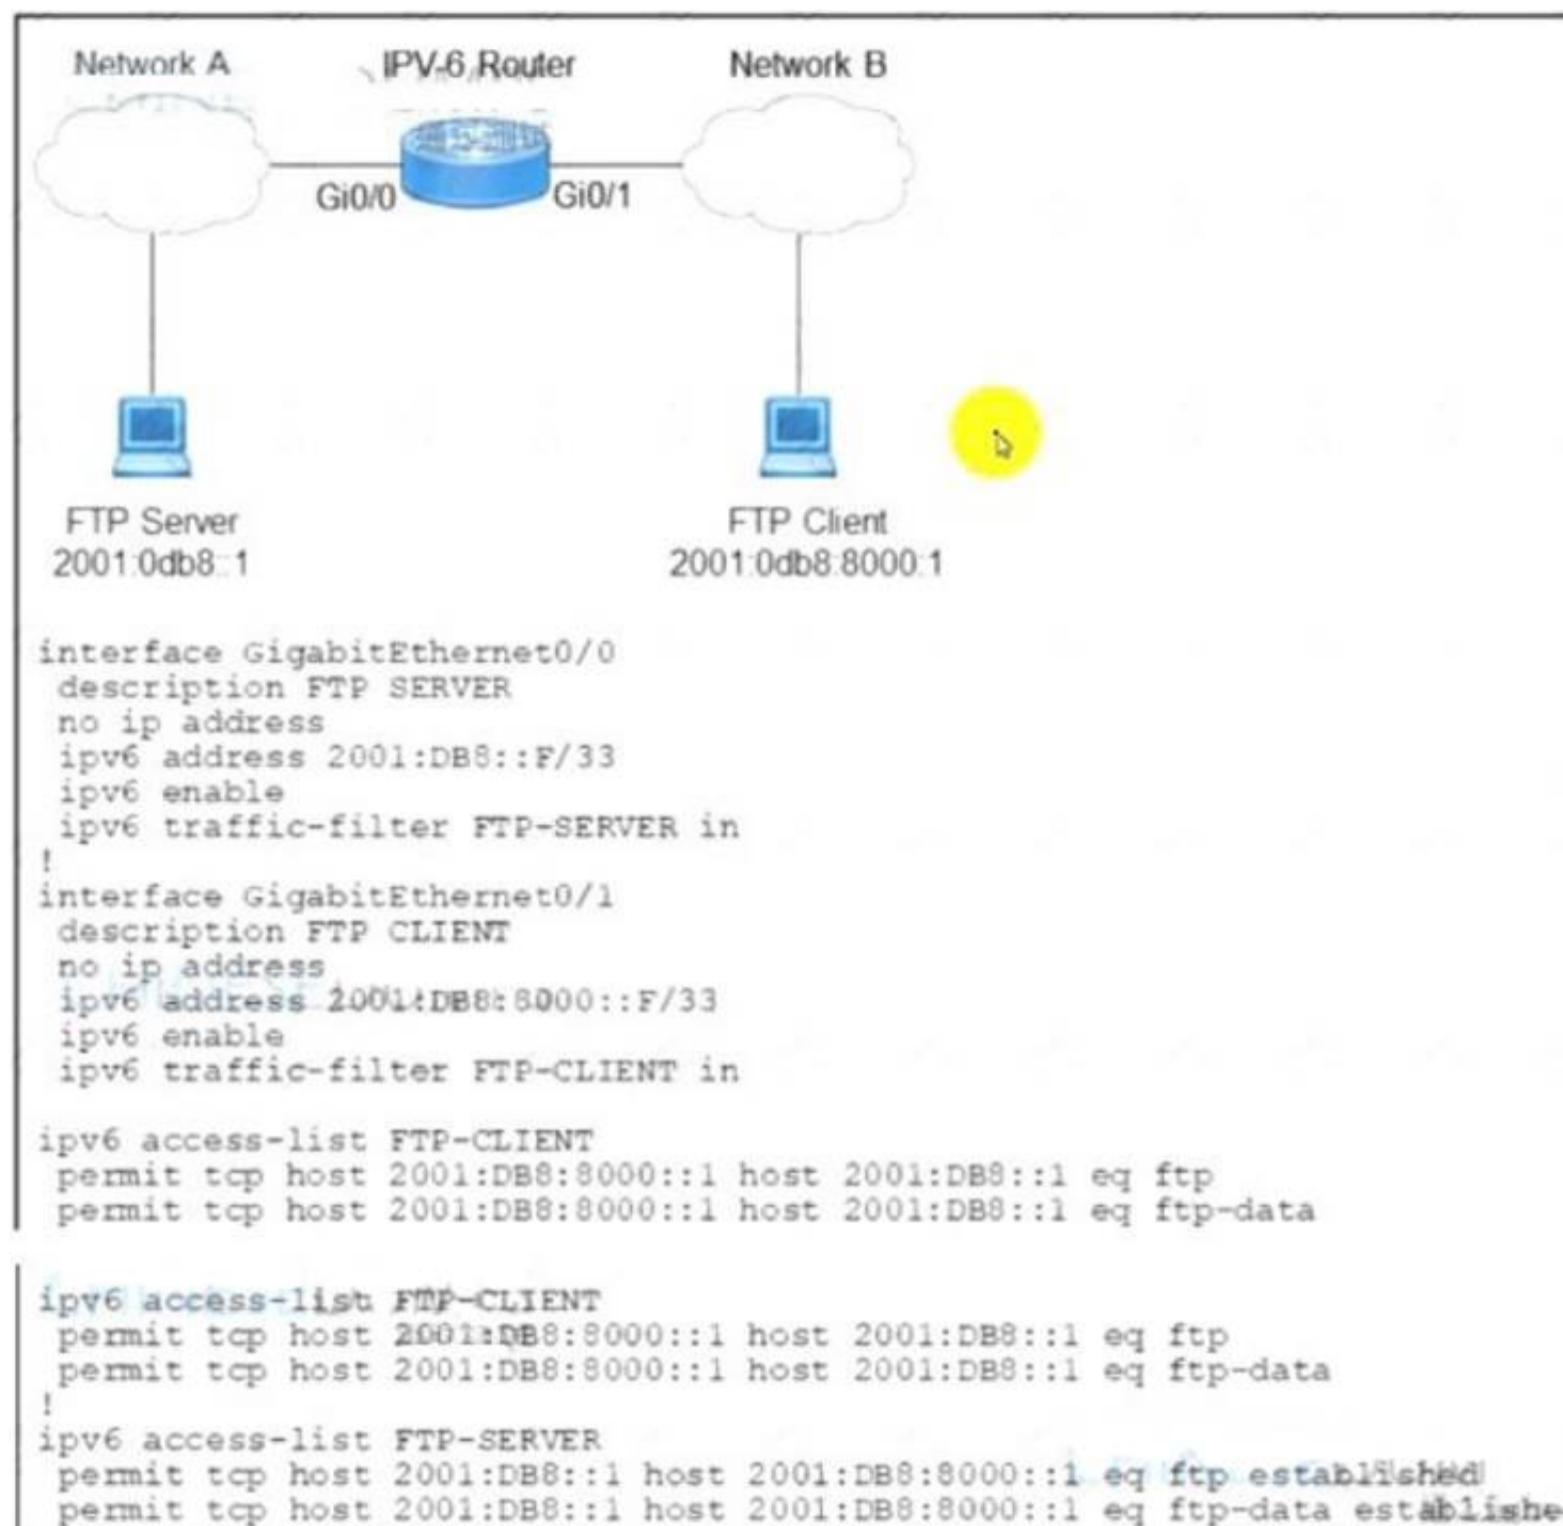 Network A IPV-6 Router Network B
Gi0/0 Gi0/1
FTP Server FTP Client
2001:0db8::1 2001:0db8:8000:1
interface GigabitEthernet0/0
description FTP SERVER
no ip address
ipv6 address 2001:DB8::F/33
ipv6 enable
ipv6 traffic-filter FTP-SERVER in
!
interface GigabitEthernet0/1
description FTP CLIENT
no ip address
ipv6 address 2001:DB8:8000::F/33
ipv6 enable
ipv6 traffic-filter FTP-CLIENT in
ipv6 access-list FTP-CLIENT
permit tcp host 2001:DB8:8000::1 host 2001:DB8::1 eq ftp
permit tcp host 2001:DB8:8000::1 host 2001:DB8::1 eq ftp-data
ipv6 access-list FTP-CLIENT
permit tcp host 2001:DB8:8000::1 host 2001:DB8::1 eq ftp
permit tcp host 2001:DB8:8000::1 host 2001:DB8::1 eq ftp-data
!
ipv6 access-list FTP-SERVER
permit tcp host 2001:DB8::1 host 2001:DB8:8000::1 eq ftp established
permit tcp host 2001:DB8::1 host 2001:DB8:8000::1 eq ftp-data establishe